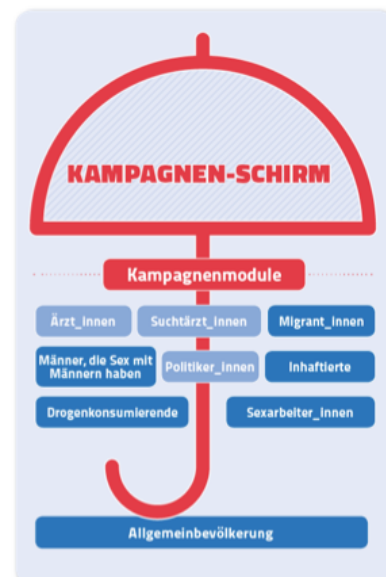 KAMPAGNEN-SCHIRM
Kampagnenmodule
Ärzt_innen
Suchtärzt_innen
Migrant_innen
Männer, die Sex mit
Männern haben
Politiker_innen
Inhaftierte
Drogenkonsumierende
Sexarbeiter_innen
Allgemeinbevölkerung